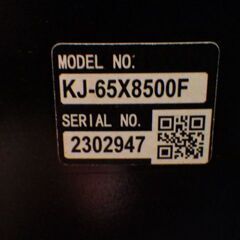 MODEL NO.
KJ-65X8500F
SERIAL NO.
2302947